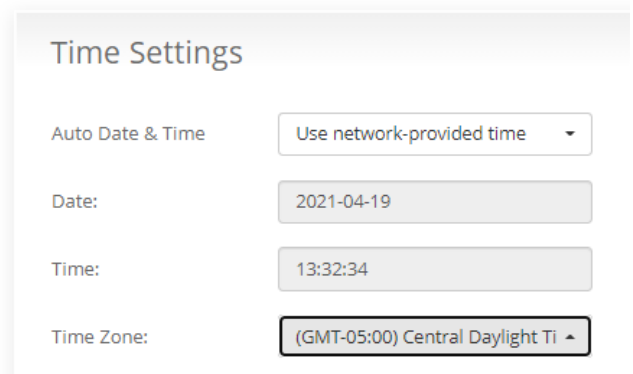 Time Settings
Auto Date & Time Use network-provided time
Date: 2021-04-19
Time: 13:32:34
Time Zone: (GMT-05:00) Central Daylight Ti